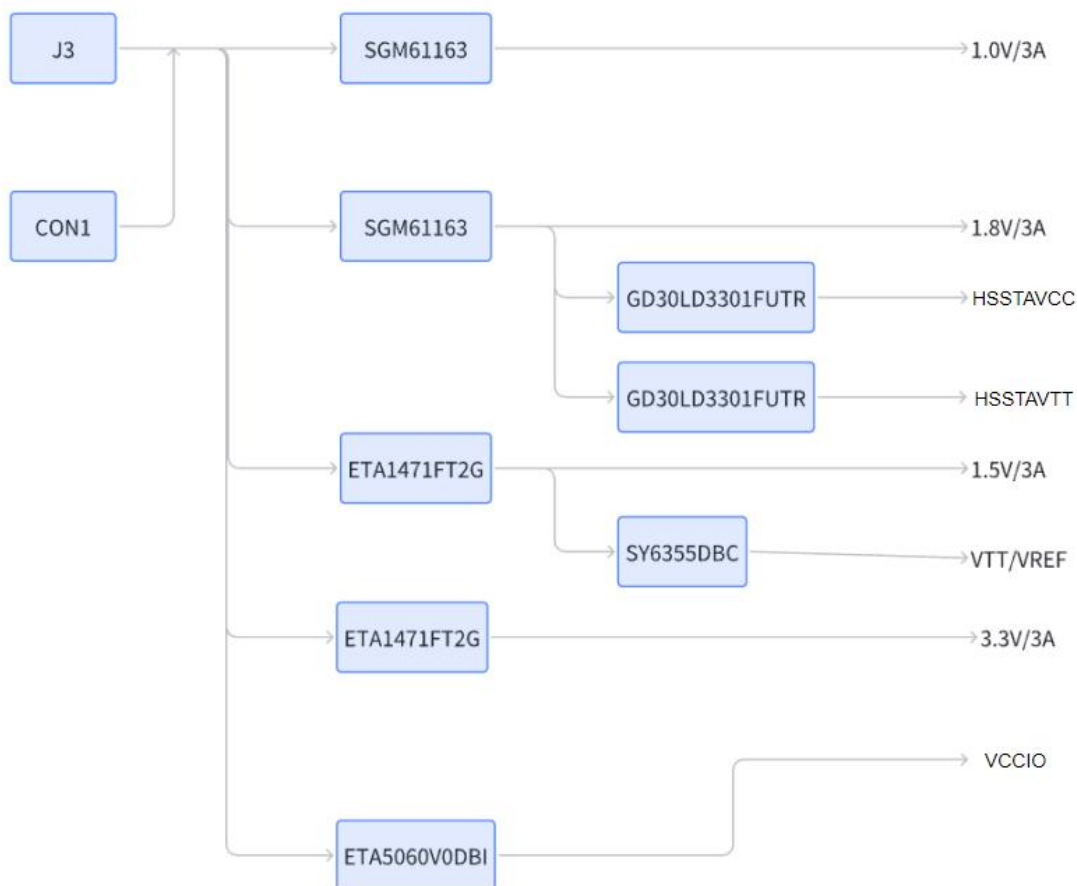 J3
SGM61163
1.0V/3A
CON1
SGM61163
1.8V/3A
GD30LD3301FUTR
HSSTAVCC
GD30LD3301FUTR
HSSTAVTT
ETA1471FT2G
1.5V/3A
SY6355DBC
VTT/VREF
ETA1471FT2G
3.3V/3A
VCCIO
ETA5060V0DBI